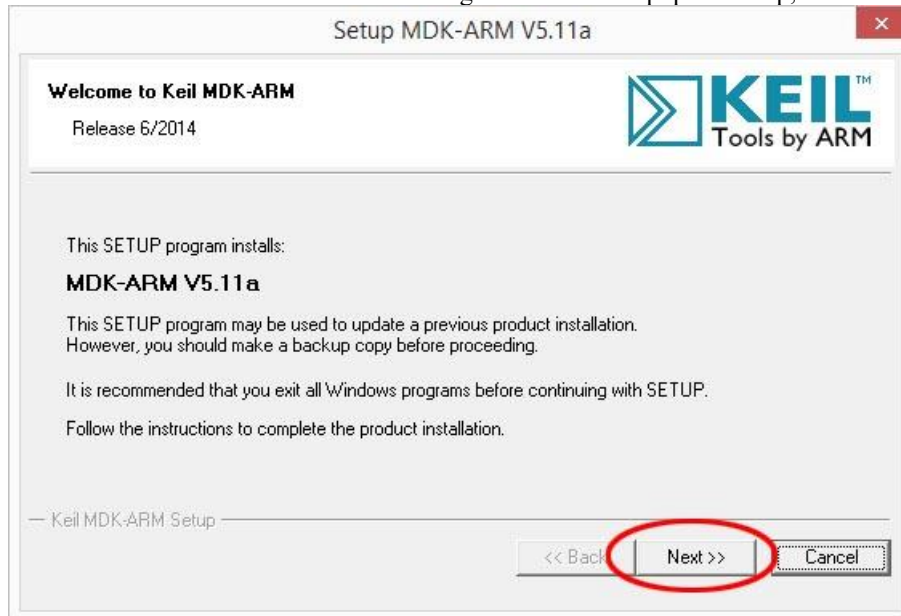 Setup MDK-ARM V5.11a
Welcome to Keil MDK-ARM
Release 6/2014
KEIL™
Tools by ARM
This SETUP program installs:
MDK-ARM V5.11a
This SETUP program may be used to update a previous product installation.
However, you should make a backup copy before proceeding.
It is recommended that you exit all Windows programs before continuing with SETUP.
Follow the instructions to complete the product installation.
Keil MDK-ARM Setup
<< Back Next >> Cancel